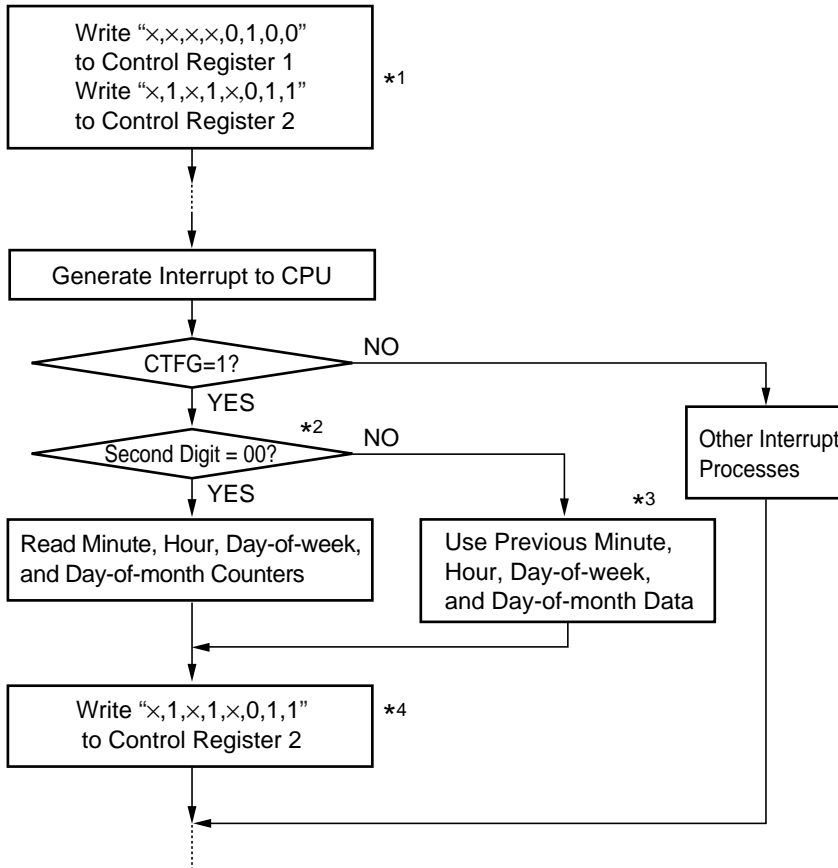 Write “×,×,×,×,0,1,0,0”
to Control Register 1
Write “×,1,×,1,×,0,1,1”
to Control Register 2
*1
Generate Interrupt to CPU
CTFG=1?
NO
YES
*2
Second Digit = 00?
NO
YES
Other Interrupt
Processes
*3
Read Minute, Hour, Day-of-week,
and Day-of-month Counters
Use Previous Minute,
Hour, Day-of-week,
and Day-of-month Data
Write “×,1,×,1,×,0,1,1”
to Control Register 2
*4